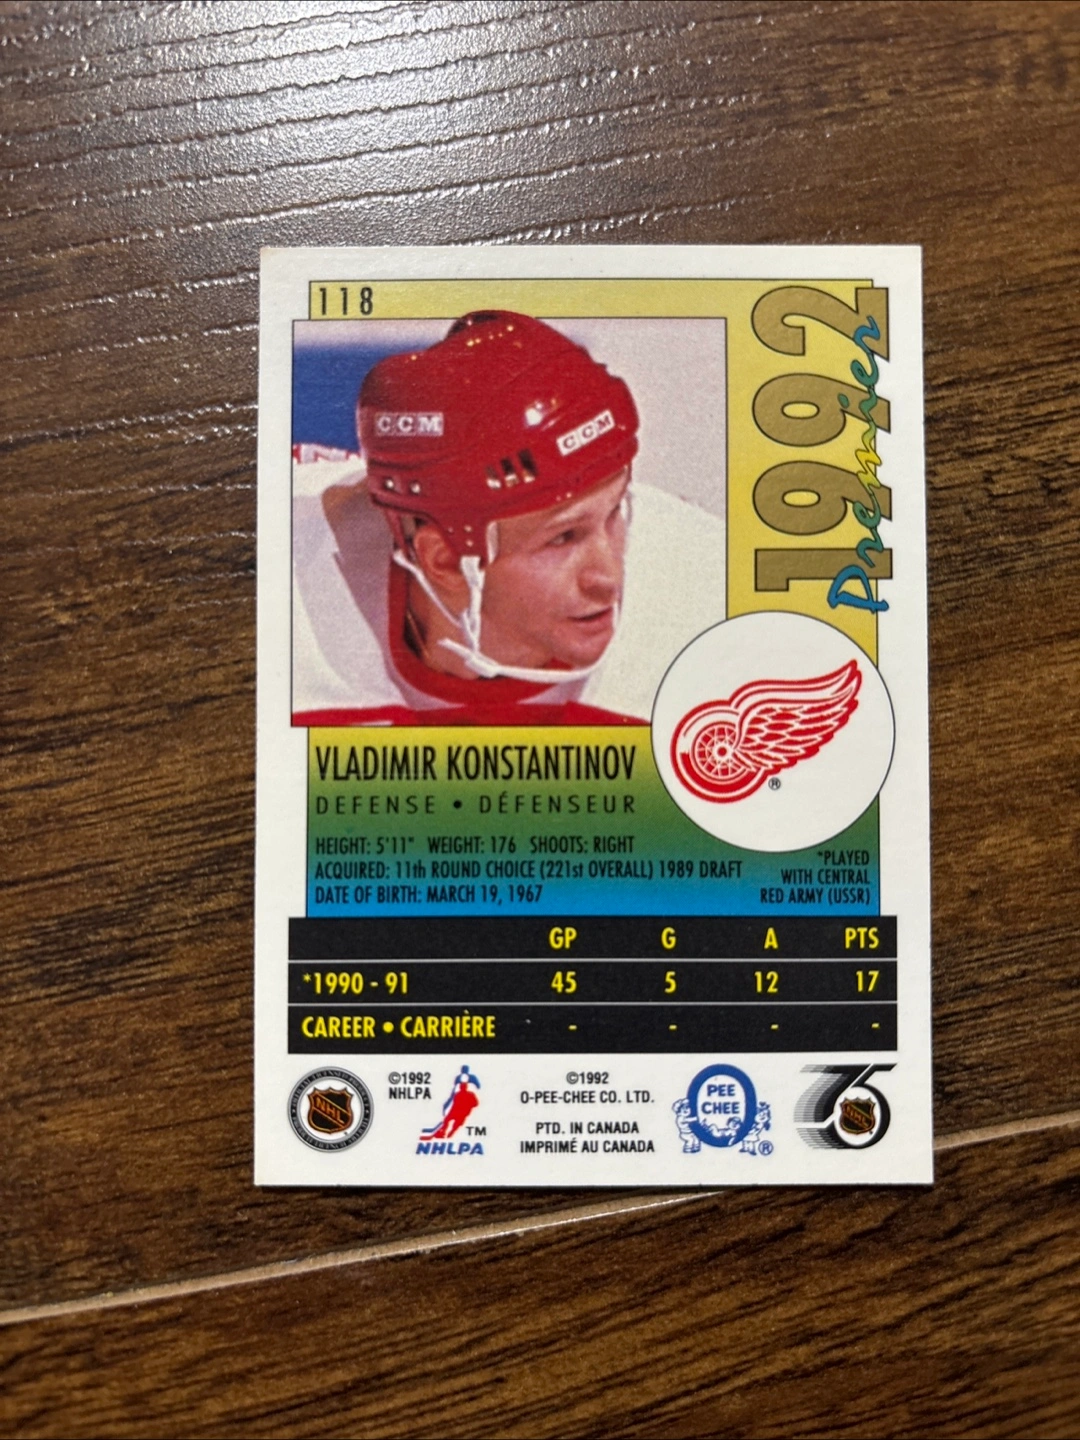 118
1992
Premier
CCM
CCM
VLADIMIR KONSTANTINOV
DEFENSE • DÉFENSEUR
HEIGHT: 5'11" WEIGHT: 176 SHOOTS: RIGHT
ACQUIRED: 11th ROUND CHOICE (221st OVERALL) 1989 DRAFT
DATE OF BIRTH: MARCH 19, 1967
®
*PLAYED
WITH CENTRAL
RED ARMY (USSR)
GP G A PTS
*1990 - 91 45 5 12 17
CAREER • CARRIÈRE - - - -
NHL
©1992
NHLPA
TM
NHLPA
©1992
O-PEE-CHEE CO. LTD.
PTD. IN CANADA
IMPRIMÉ AU CANADA
O
PEE
CHEE
®
75
NHL